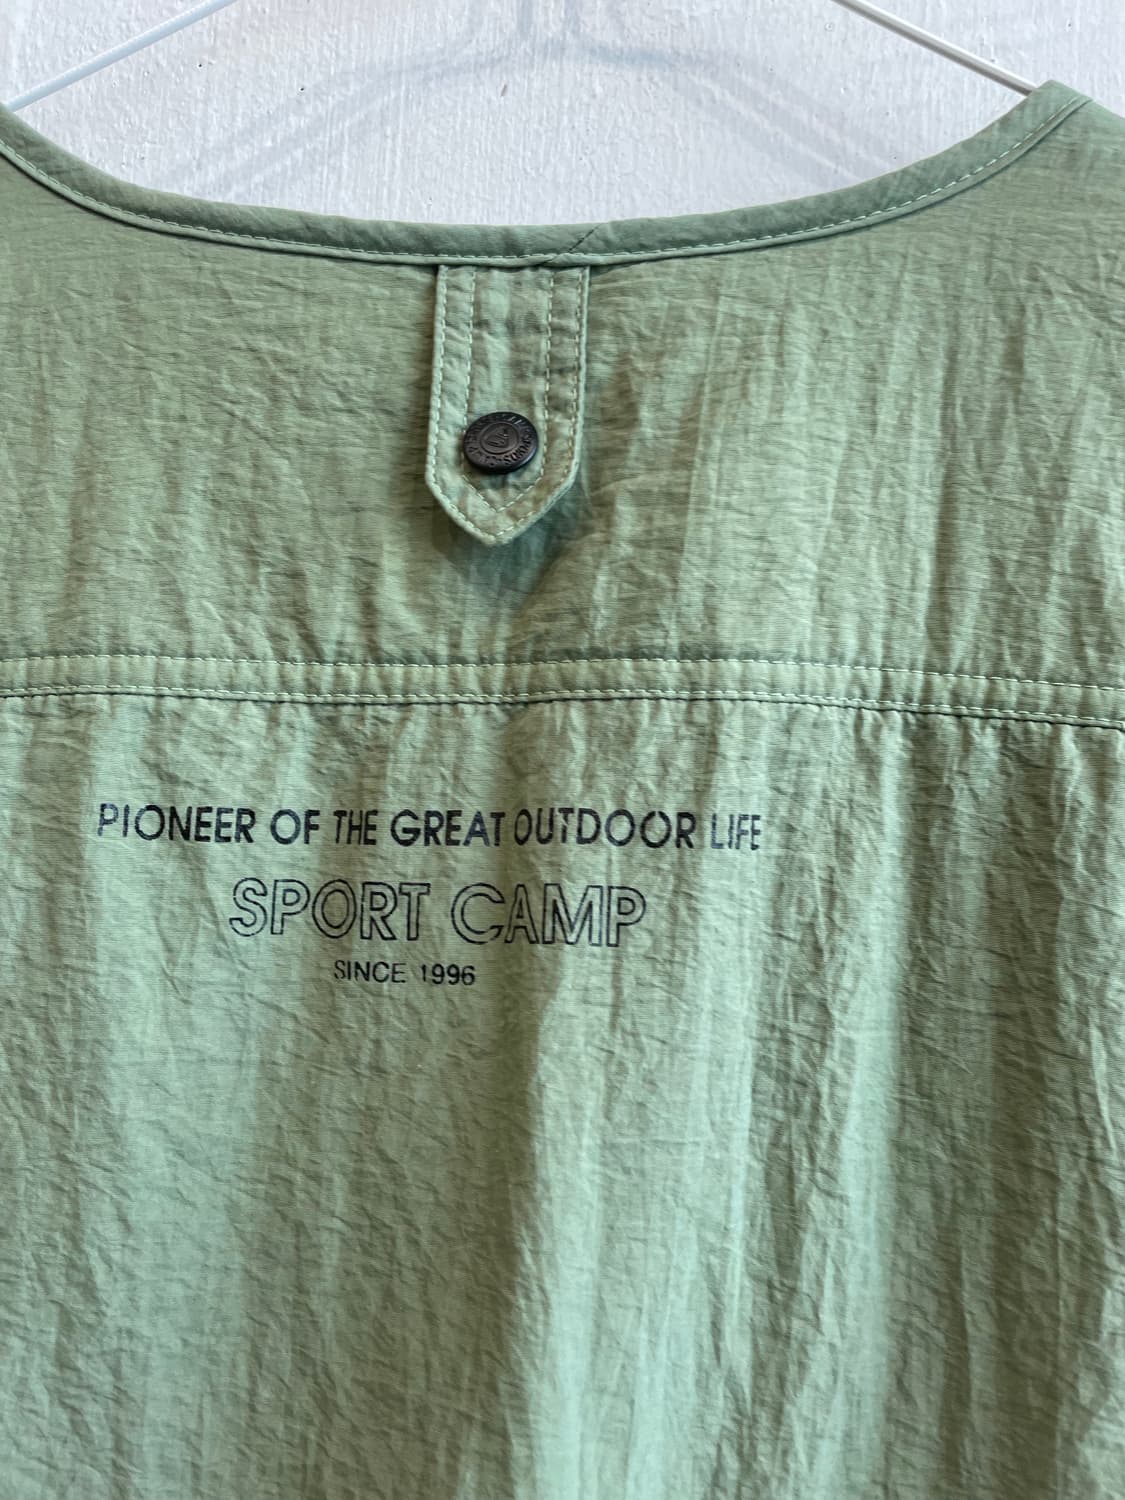 PIONEER OF THE GREAT OUTDOOR LIFE
SPORT CAMP
SINCE 1996